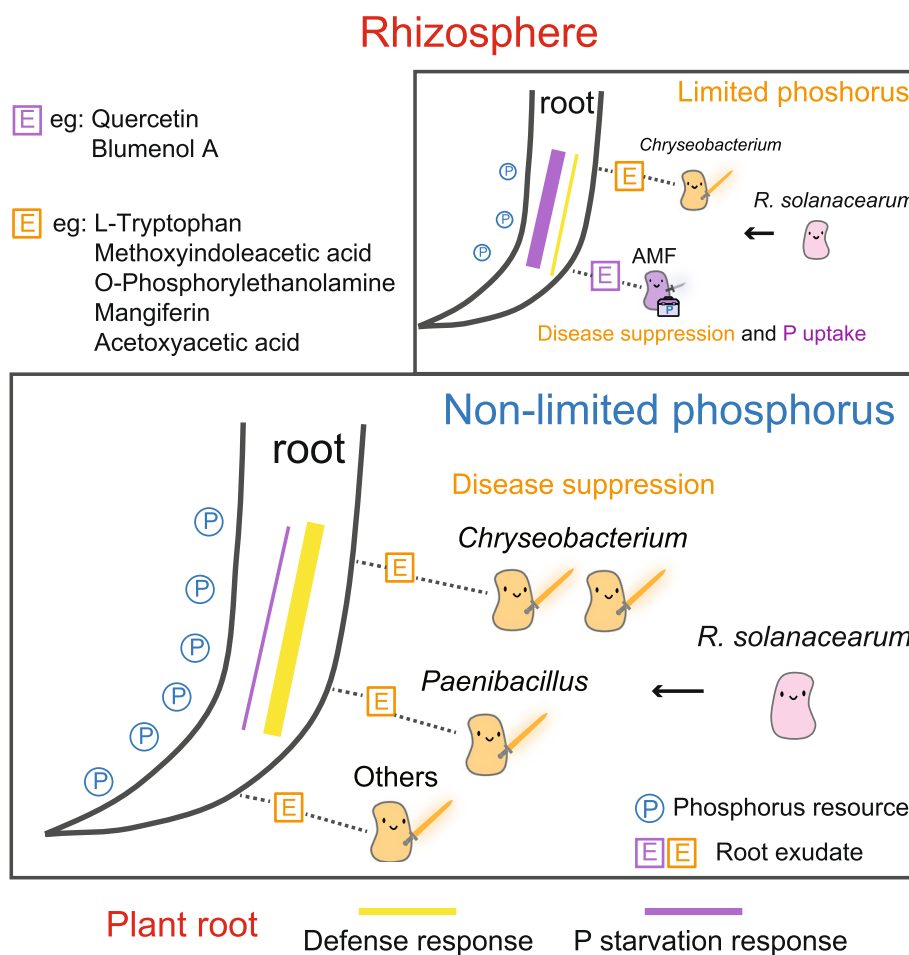 Rhizosphere
E eg: Quercetin
Blumenol A
E eg: L-Tryptophan
Methoxyindoleacetic acid
O-Phosphorylethanolamine
Mangiferin
Acetoxyacetic acid
Limited phoshorus
root
Chryseobacterium
P
E
R. solanacearum
P
P
AMF
E
P
Disease suppression and P uptake
Non-limited phosphorus
root
Disease suppression
P
Chryseobacterium
E
P
R. solanacearum
P
Paenibacillus
P
E
P
Others
P
E
P Phosphorus resource
E E Root exudate
Plant root
Defense response
P starvation response